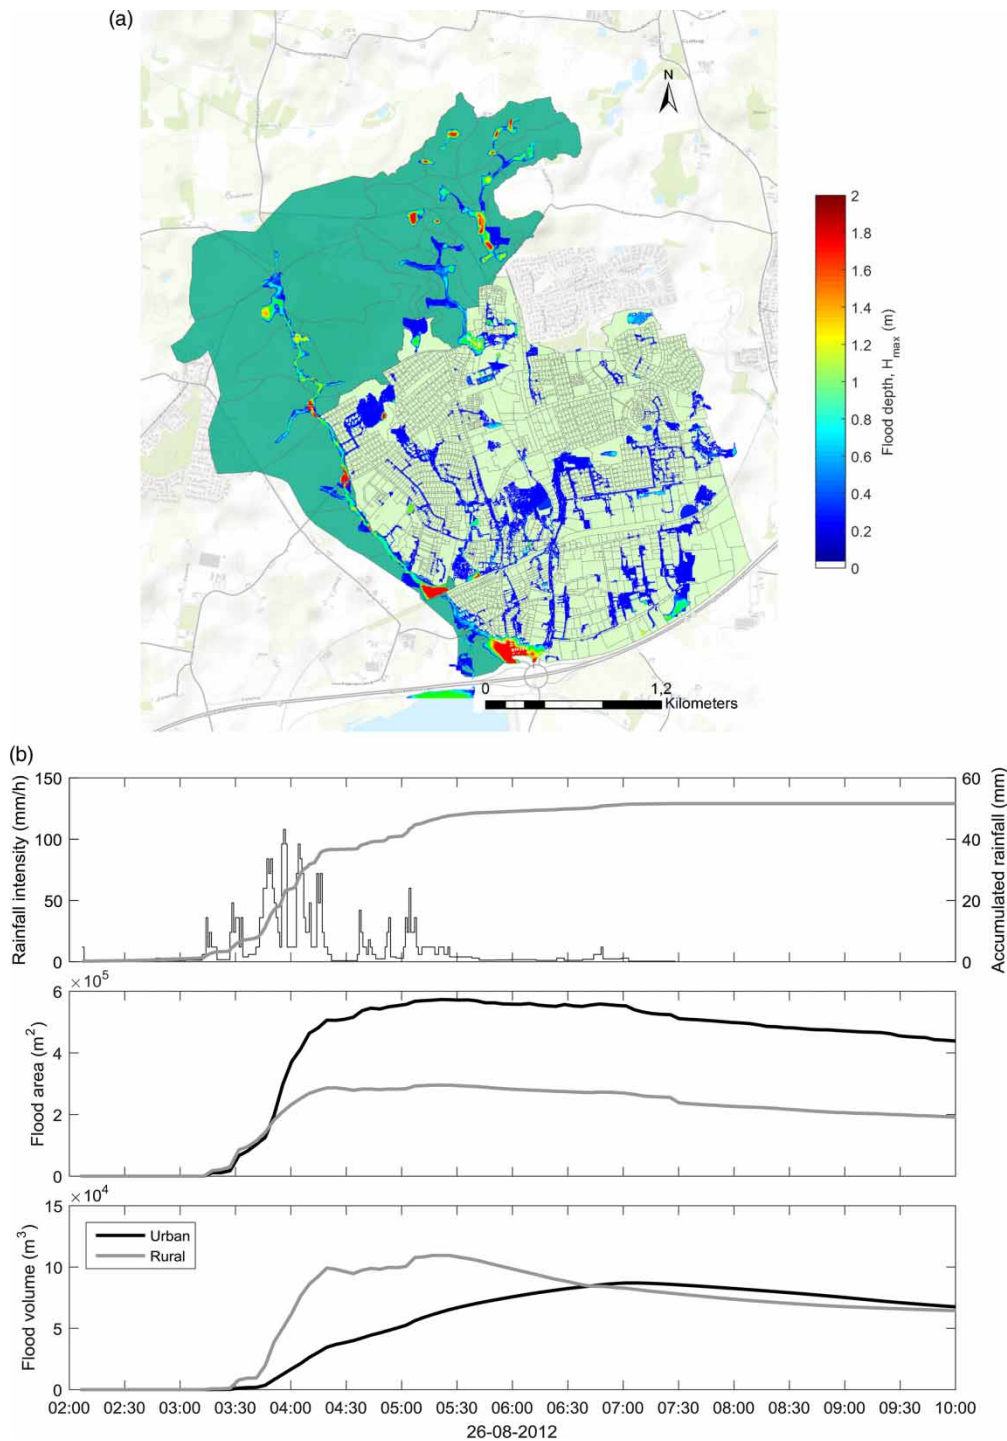 (a)
N
2
1.8
1.6
1.4
1.2
1
0.8
0.6
0.4
0.2
0
Flood depth, H max (m)
0 1,2
Kilometers
(b)
150
100
50
0
Rainfall intensity (mm/h)
60
40
20
0
Accumulated rainfall (mm)
× 10^5
6
4
2
0
Flood area (m^2)
× 10^4
15
10
5
0
Flood volume (m^3)
Urban
Rural
02:00 02:30 03:00 03:30 04:00 04:30 05:00 05:30 06:00 06:30 07:00 07:30 08:00 08:30 09:00 09:30 10:00
26-08-2012